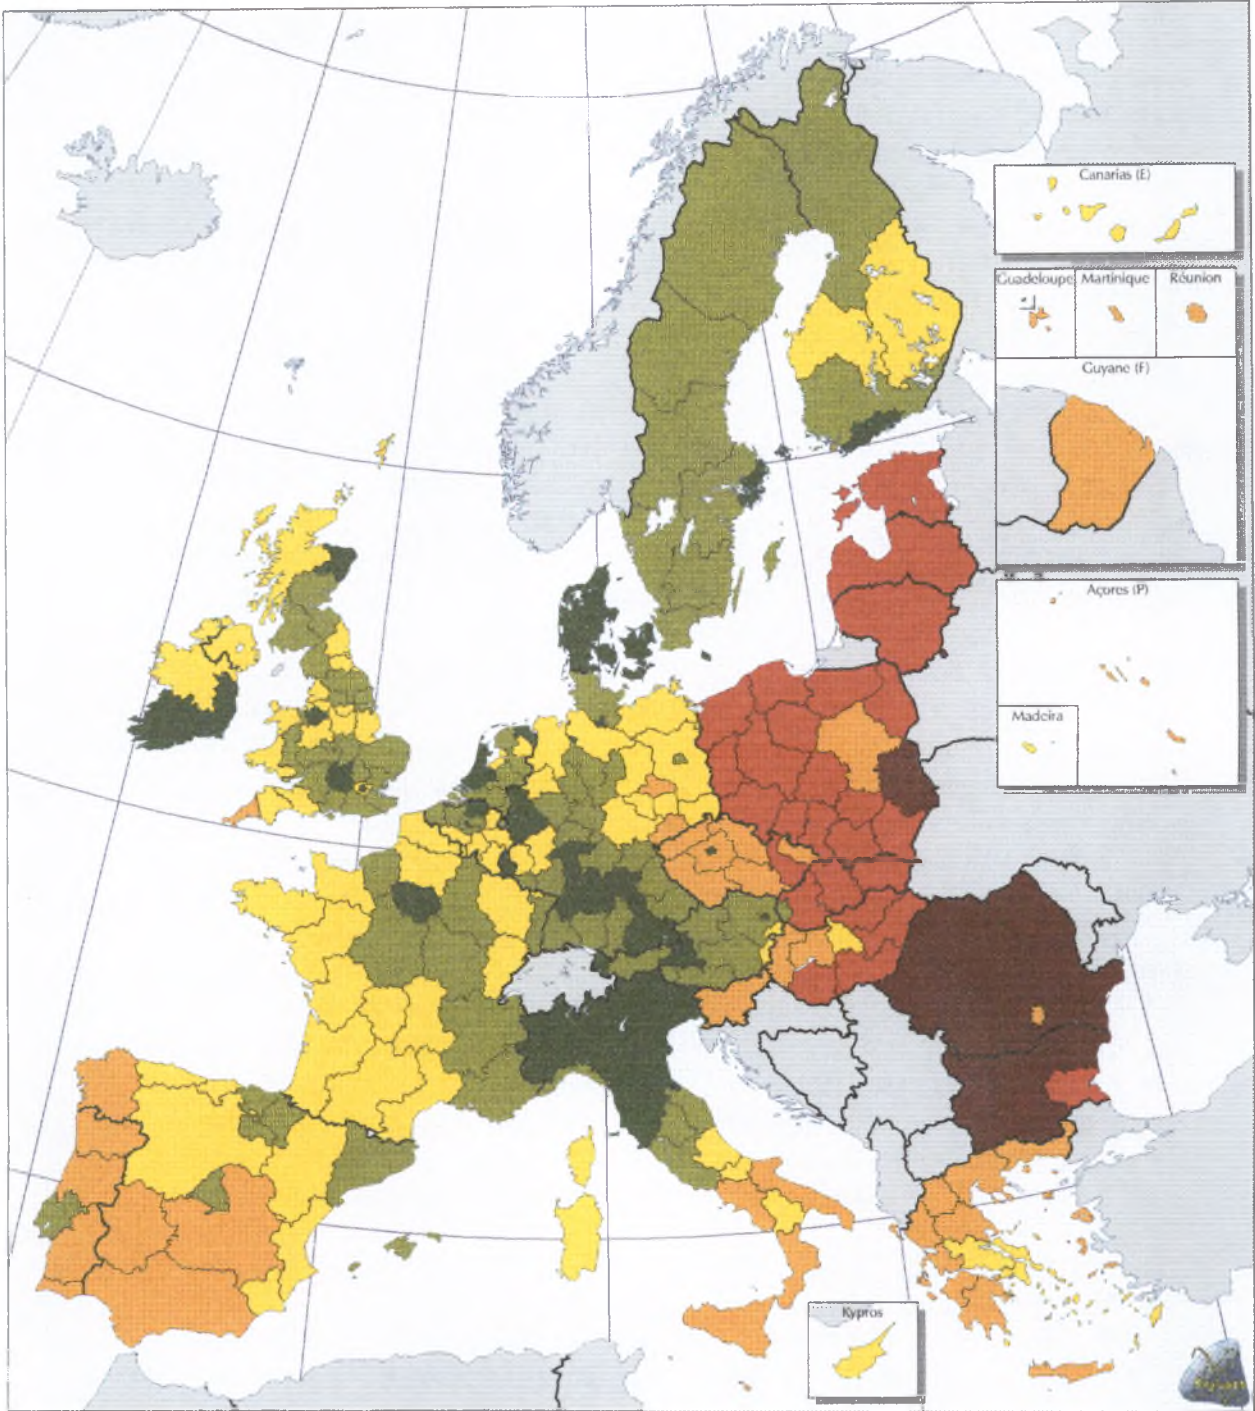 Canarias (E)
Guadeloupe
Martinique
Réunion
Guyane (F)
Açores (P)
Madeira
Kypros